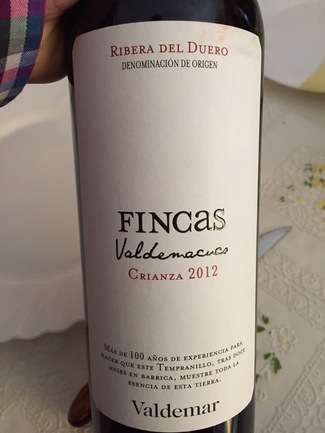 RIBERA DEL DUERO
DENOMINACIÓN DE ORIGEN
FINCAS
Valdemacuco
CRIANZA 2012
MÁS DE 100 AÑOS DE EXPERIENCIA PARA
HACER QUE ESTE TEMPRANILLO, TRAS DOCE
MESES EN BARRICA, MUESTRE TODA LA
ESENCIA DE ESTA TIERRA.
Valdemar